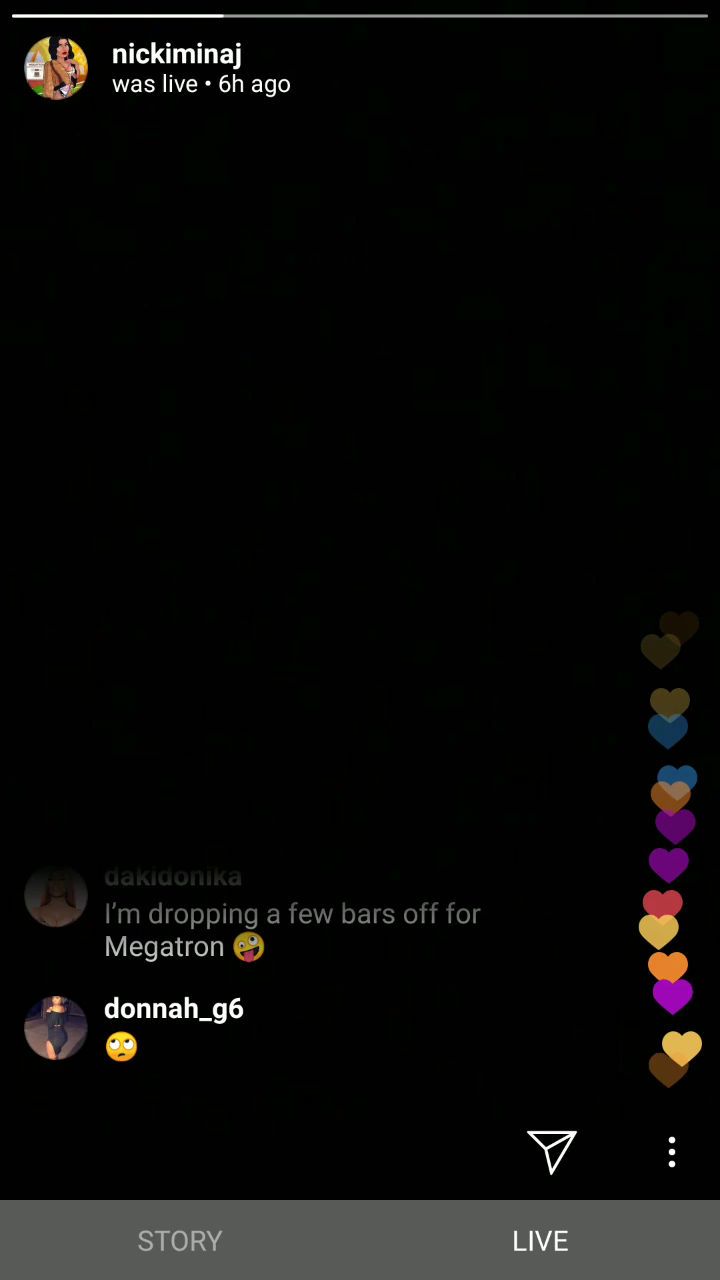 nickiminaj
was live • 6h ago
dakidonika
I’m dropping a few bars off for
Megatron 🤪
donnah_g6
🙄
STORY
LIVE